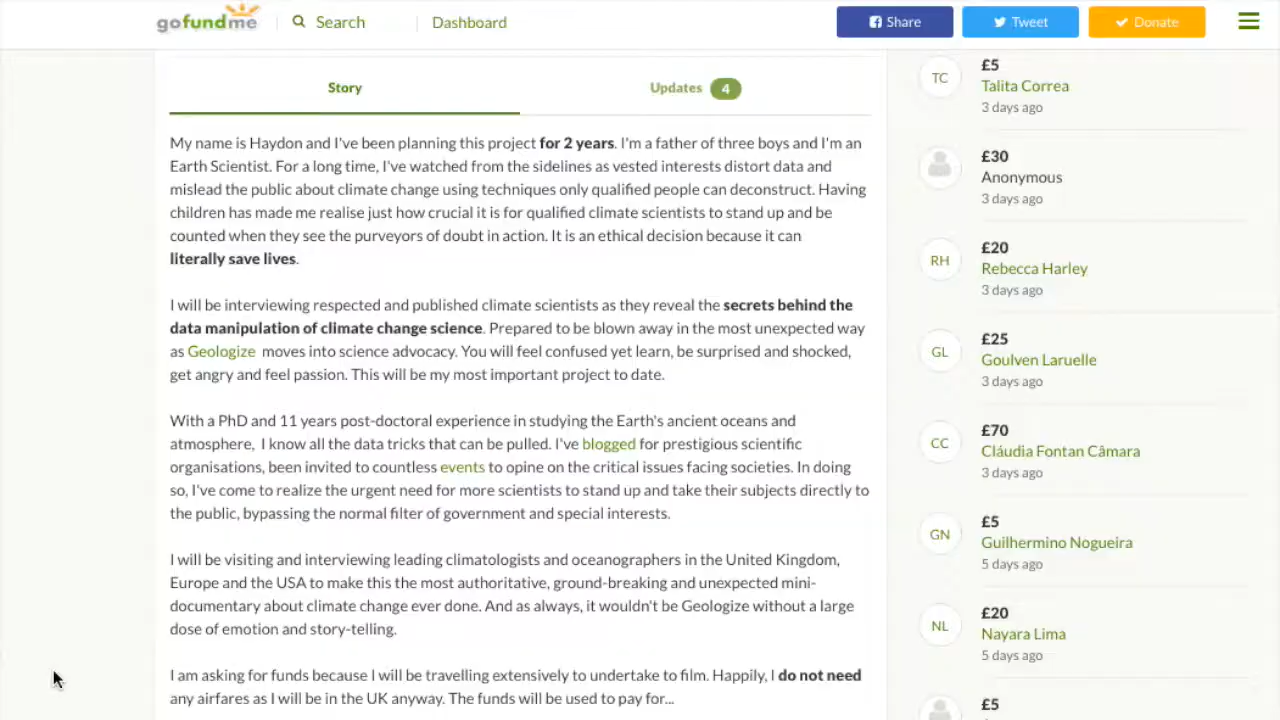 gofundme
Search
Dashboard
Share
Tweet
Donate
Story
Updates 4
My name is Haydon and I've been planning this project for 2 years. I'm a father of three boys and I'm an
Earth Scientist. For a long time, I've watched from the sidelines as vested interests distort data and
mislead the public about climate change using techniques only qualified people can deconstruct. Having
children has made me realise just how crucial it is for qualified climate scientists to stand up and be
counted when they see the purveyors of doubt in action. It is an ethical decision because it can
literally save lives.
I will be interviewing respected and published climate scientists as they reveal the secrets behind the
data manipulation of climate change science. Prepared to be blown away in the most unexpected way
as Geologize moves into science advocacy. You will feel confused yet learn, be surprised and shocked,
get angry and feel passion. This will be my most important project to date.
With a PhD and 11 years post-doctoral experience in studying the Earth's ancient oceans and
atmosphere, I know all the data tricks that can be pulled. I've blogged for prestigious scientific
organisations, been invited to countless events to opine on the critical issues facing societies. In doing
so, I've come to realize the urgent need for more scientists to stand up and take their subjects directly to
the public, bypassing the normal filter of government and special interests.
I will be visiting and interviewing leading climatologists and oceanographers in the United Kingdom,
Europe and the USA to make this the most authoritative, ground-breaking and unexpected mini-
documentary about climate change ever done. And as always, it wouldn't be Geologize without a large
dose of emotion and story-telling.
I am asking for funds because I will be travelling extensively to undertake to film. Happily, I do not need
any airfares as I will be in the UK anyway. The funds will be used to pay for...
TC
£5
Talita Correa
3 days ago
£30
Anonymous
3 days ago
RH
£20
Rebecca Harley
3 days ago
GL
£25
Goulven Laruelle
3 days ago
CC
£70
Cláudia Fontan Câmara
3 days ago
GN
£5
Guilhermino Nogueira
5 days ago
NL
£20
Nayara Lima
5 days ago
£5